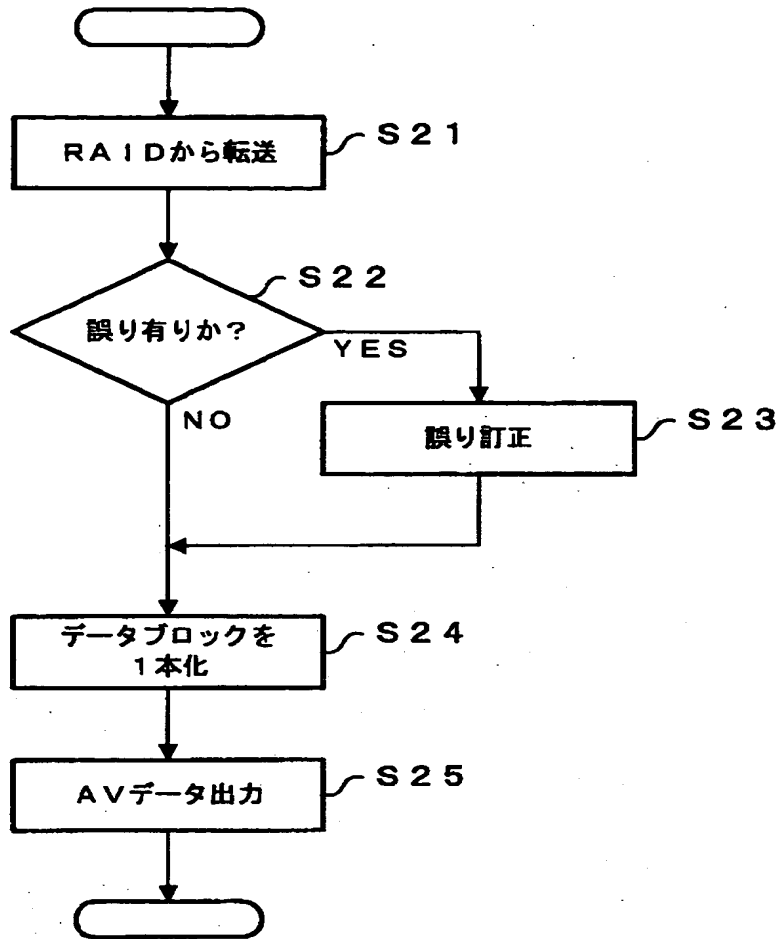 RAIDから転送
S21
S22
誤り有りか?
YES
NO
誤り訂正
S23
データブロックを
1本化
S24
AVデータ出力
S25